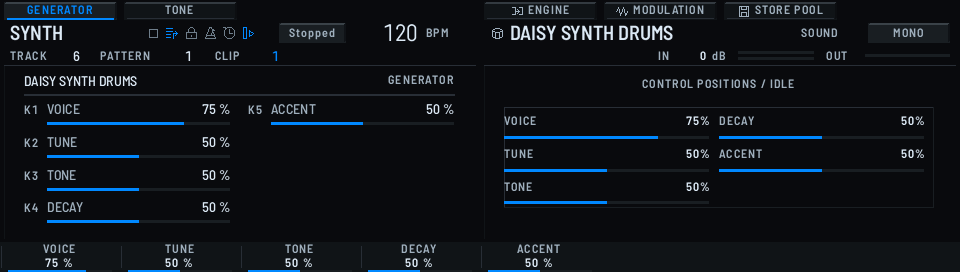 GENERATOR TONE ENGINE MODULATION STORE POOL
SYNTH Stopped 120 BPM DAISY SYNTH DRUMS SOUND MONO
TRACK 6 PATTERN 1 CLIP 1 IN 0 dB OUT
DAISY SYNTH DRUMS GENERATOR
CONTROL POSITIONS / IDLE
K1 VOICE 75 % K5 ACCENT 50 %
K2 TUNE 50 %
K3 TONE 50 %
K4 DECAY 50 %
VOICE 75% DECAY 50%
TUNE 50% ACCENT 50%
TONE 50%
VOICE TUNE TONE DECAY ACCENT
75 % 50 % 50 % 50 % 50 %